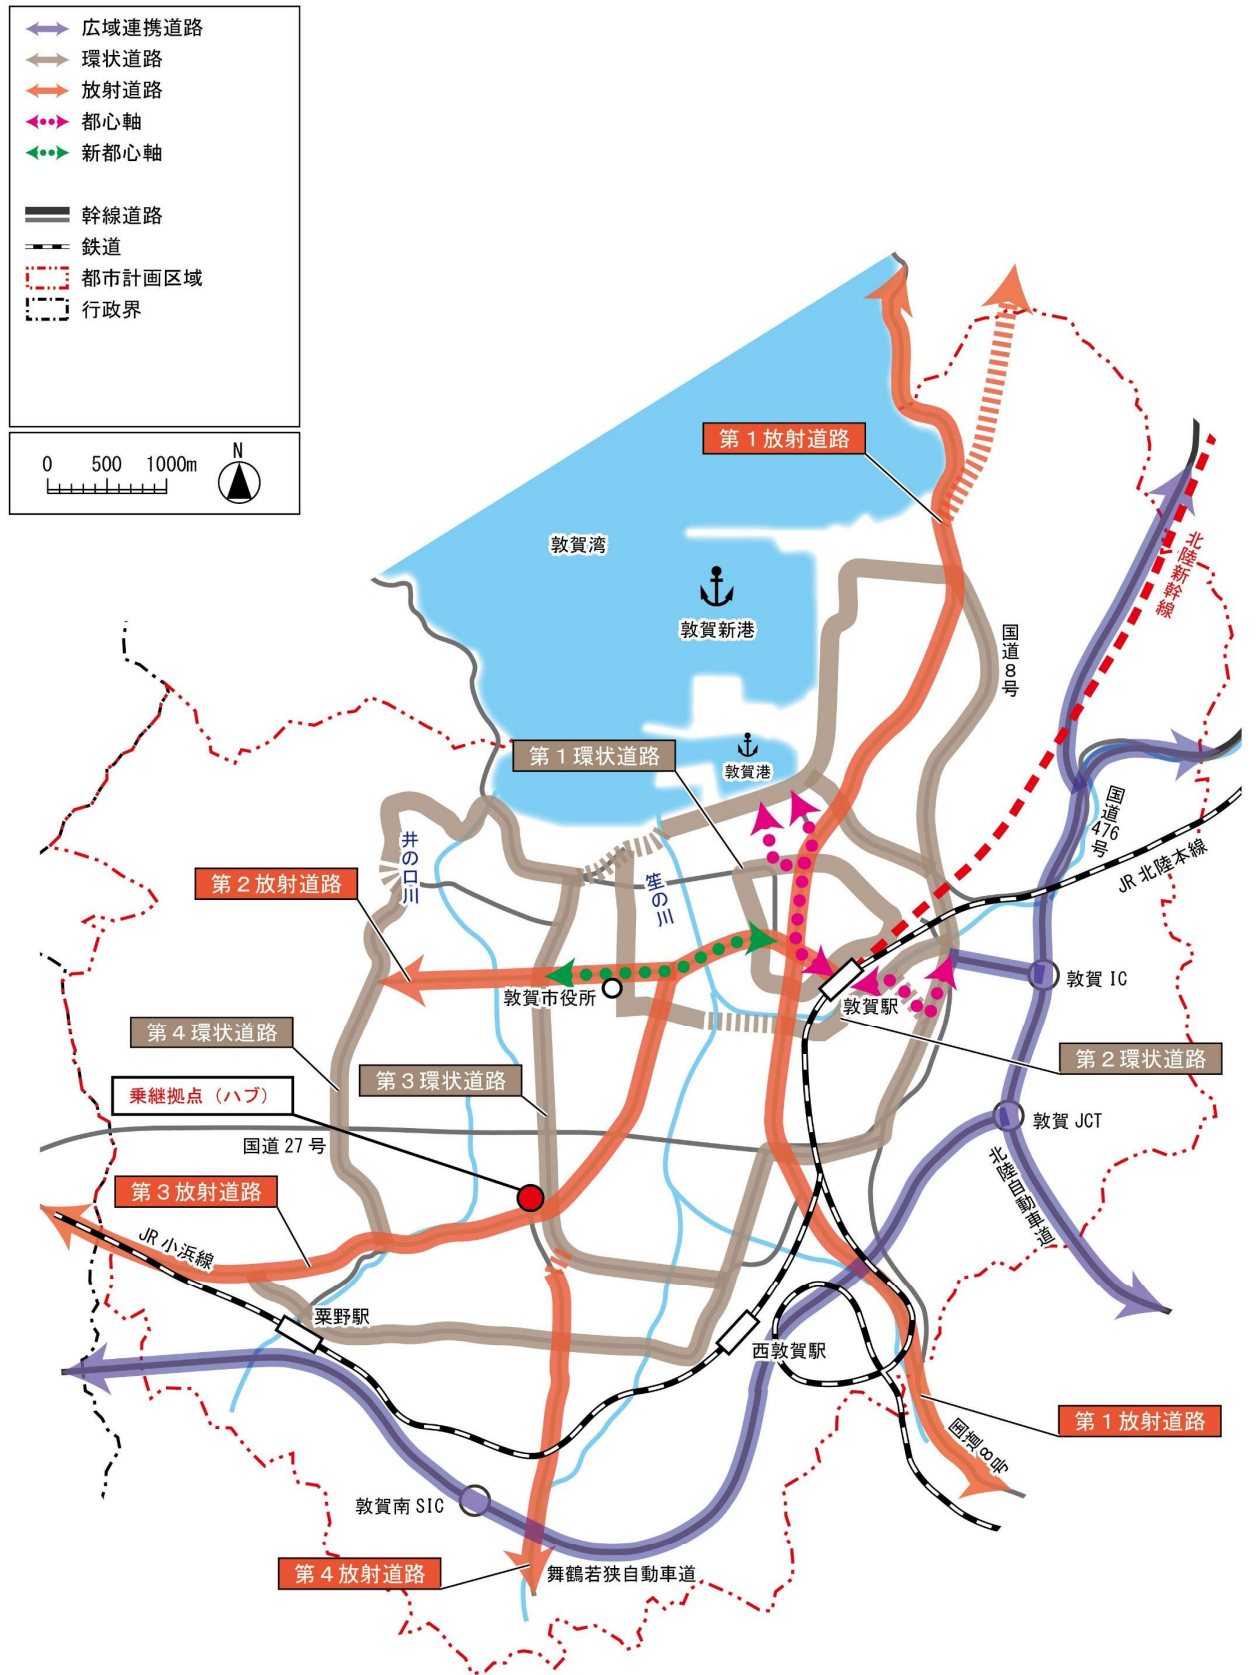 広域連携道路
環状道路
放射道路
都心軸
新都心軸
幹線道路
鉄道
都市計画区域
行政界
0 500 1000m
N
第1放射道路
敦賀湾
敦賀新港
北陸新幹線
国道8号
第1環状道路
敦賀港
国道476号
井の口川
JR 北陸本線
第2放射道路
笙の川
敦賀市役所
敦賀駅
敦賀 IC
第4環状道路
第3環状道路
第2環状道路
乗継拠点（ハブ）
国道 27 号
敦賀 JCT
北陸自動車道
第3放射道路
JR 小浜線
粟野駅
西敦賀駅
第1放射道路
国道8号
敦賀南 SIC
第4放射道路
舞鶴若狭自動車道